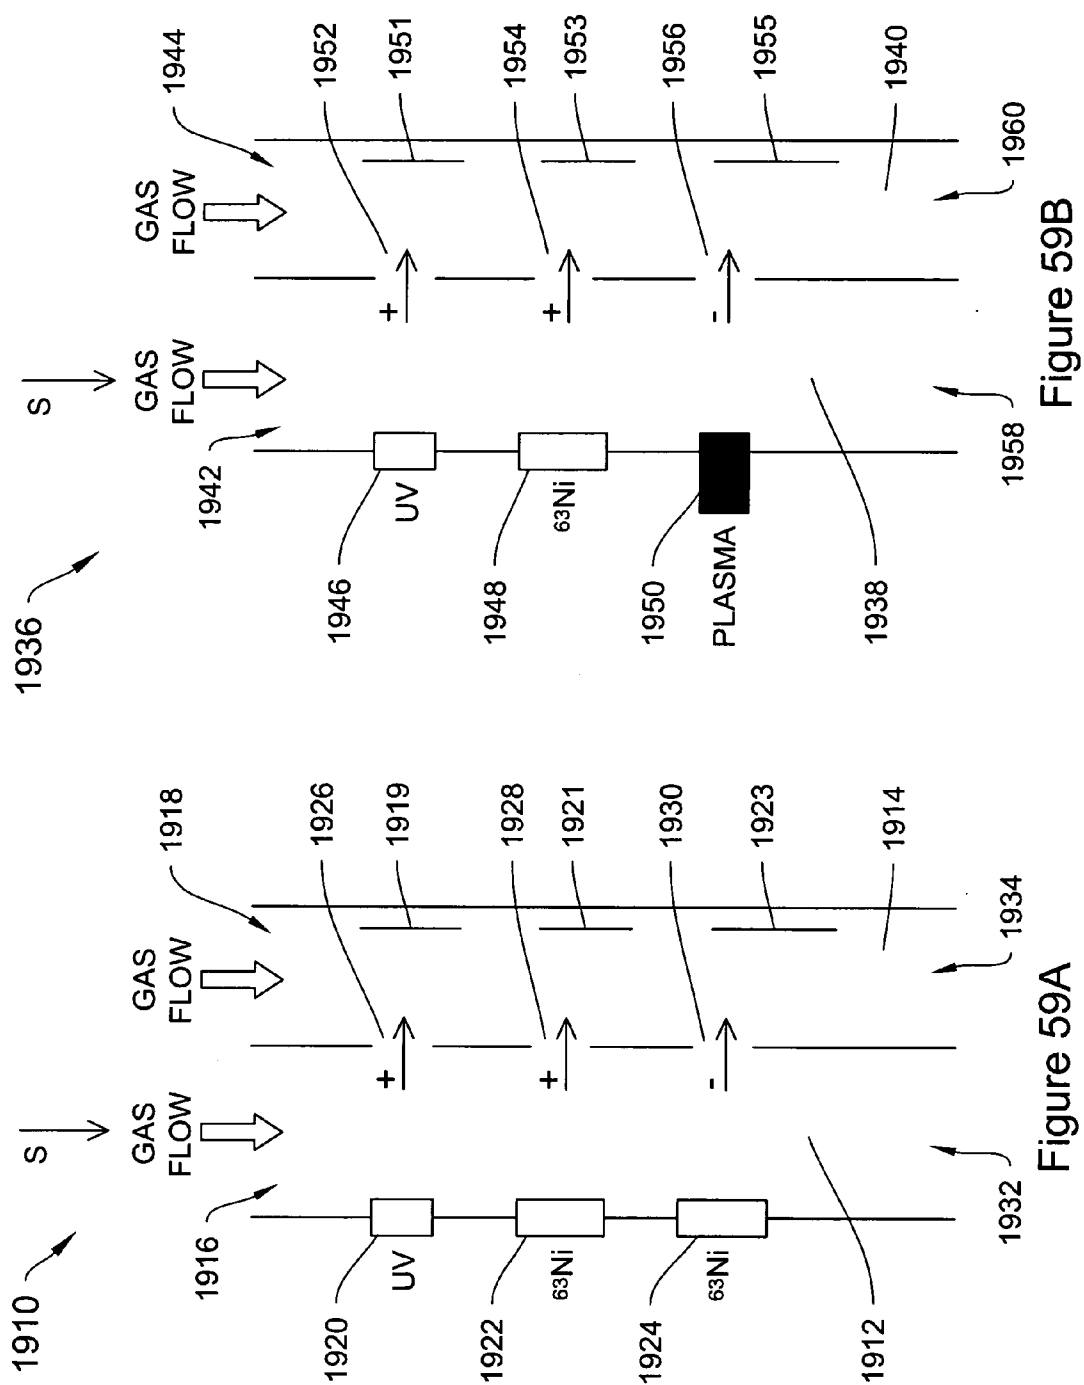 1910
S
GAS
FLOW
GAS
FLOW
1916
1918
1920
UV
1926
1919
+
1922
63Ni
1928
1921
+
1924
63Ni
1930
1923
-
1912
1914
1932
1934
Figure 59A
1936
S
GAS
FLOW
GAS
FLOW
1942
1944
1946
UV
1952
1951
+
1948
63Ni
1954
1953
+
1950
PLASMA
1956
1955
-
1938
1940
1958
1960
Figure 59B